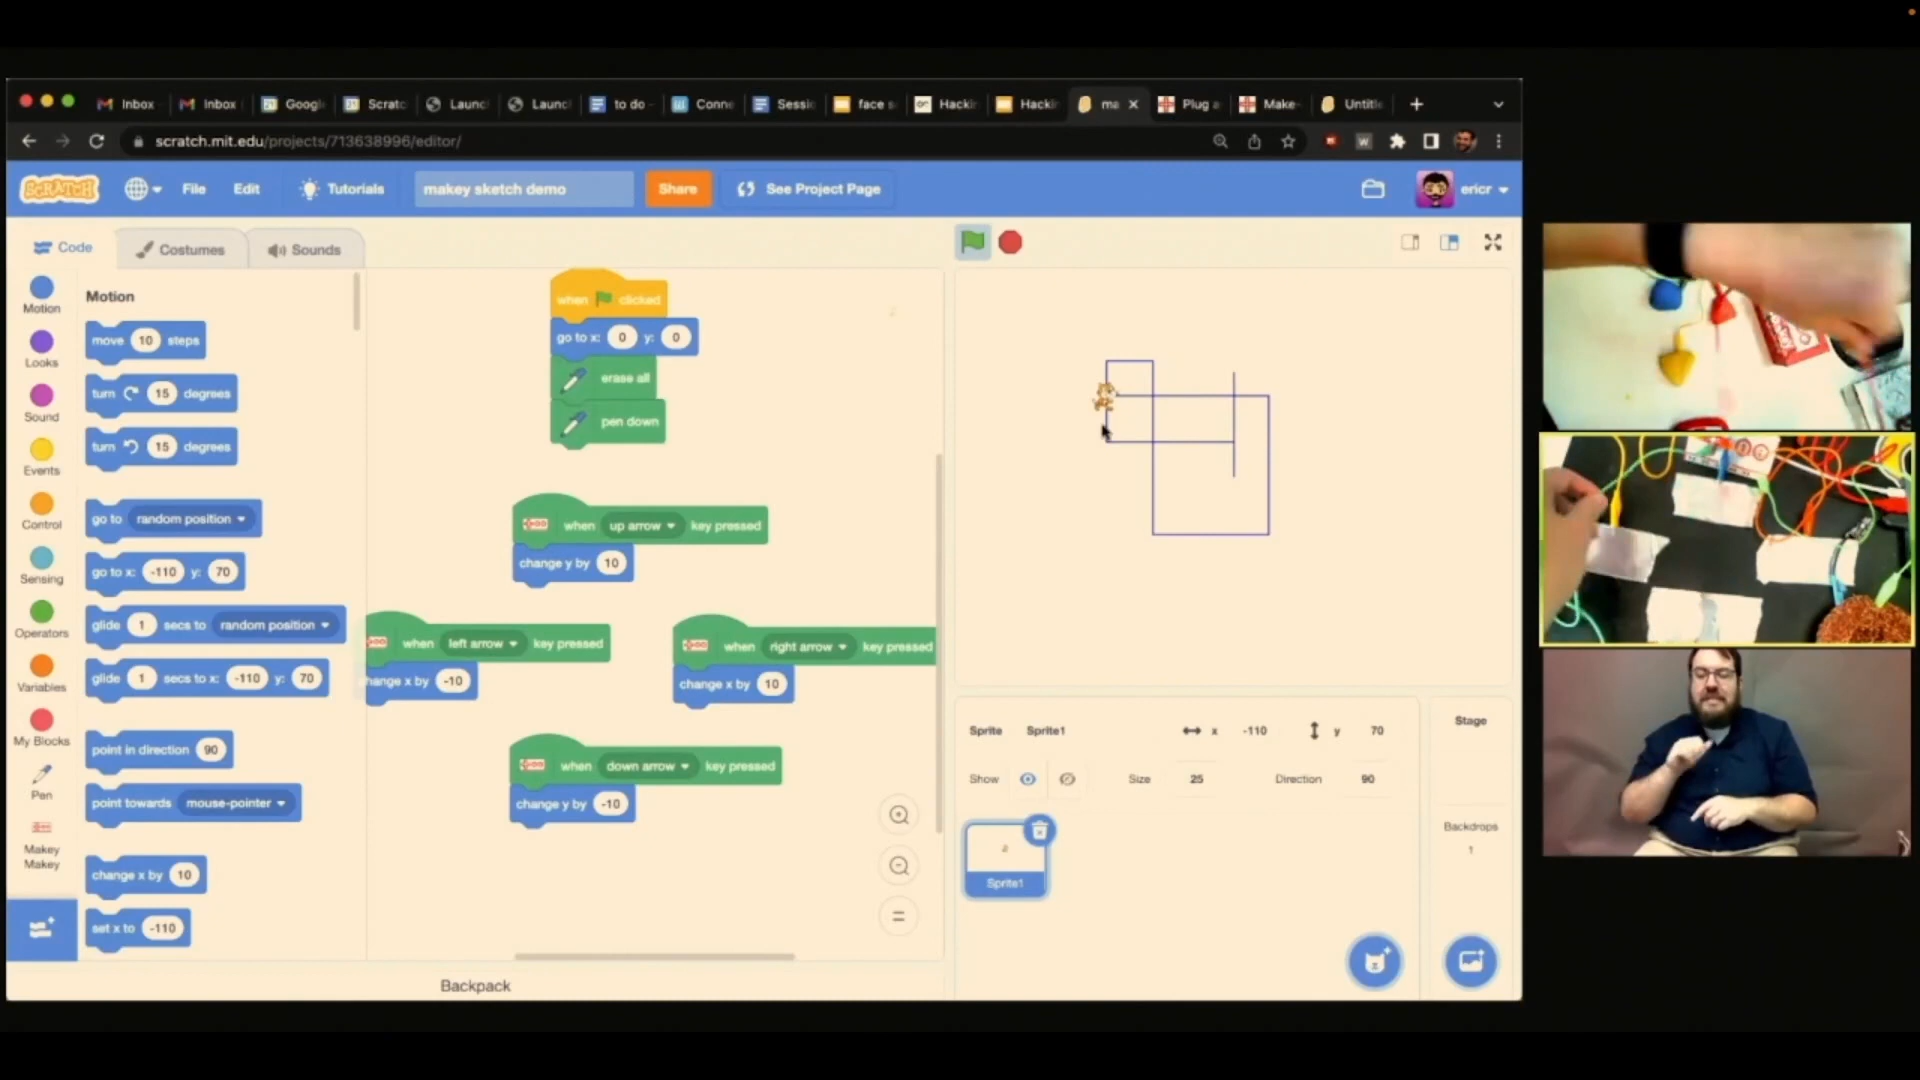 Inbox
Inbox
Googl
Scratc
Launc
Launc
to do
Conne
Sessi
face s
Hackin
Hackin
ma
Plug a
Make-
Untitle
scratch.mit.edu/projects/713638996/editor/
SCRATCH
File
Edit
Tutorials
makey sketch demo
Share
See Project Page
ericr
Code
Costumes
Sounds
Motion
Looks
Sound
Events
Control
Sensing
Operators
Variables
My Blocks
Pen
Makey
Makey
Motion
move 10 steps
turn 15 degrees
turn 15 degrees
go to random position
go to x: -110 y: 70
glide 1 secs to random position
glide 1 secs to x: -110 y: 70
point in direction 90
point towards mouse-pointer
change x by 10
set x to -110
when clicked
go to x: 0 y: 0
erase all
pen down
when up arrow key pressed
change y by 10
when left arrow key pressed
hange x by -10
when right arrow key pressed
change x by 10
when down arrow key pressed
change y by -10
Backpack
Sprite Sprite1 x -110 y 70
Show Size 25 Direction 90
Sprite1
Stage
Backdrops
1